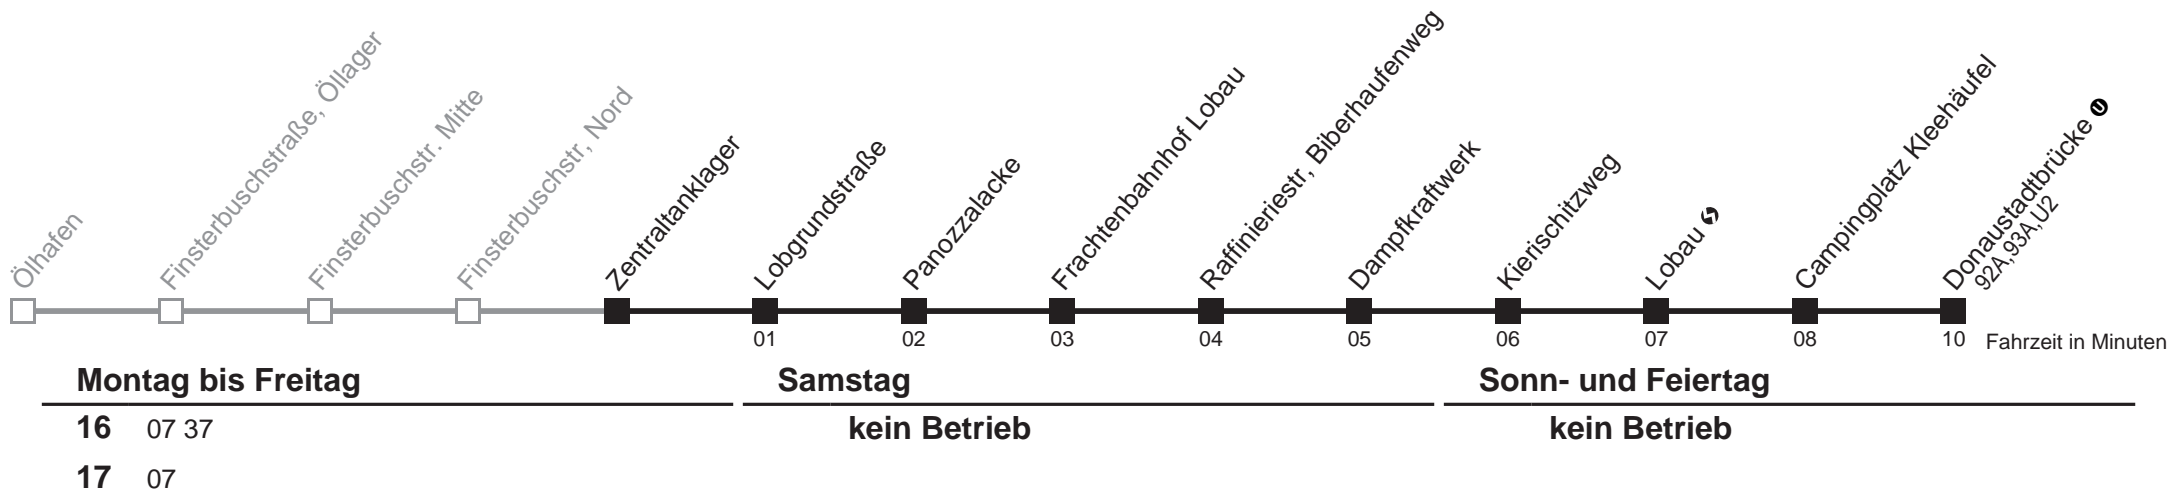 Ölhafen
Finsterbuschstraße, Öllager
Finsterbuschstr. Mitte
Finsterbuschstr, Nord
Zentraltanklager
Lobgrundstraße
Panozzalacke
Frachtenbahnhof Lobau
Raffinieriestr, Biberhaufenweg
Dampfkraftwerk
Kierischitzweg
Lobau
Campingplatz Kleehäufel
Donaustadtbrücke U
92A,93A,U2
01 02 03 04 05 06 07 08 10 Fahrzeit in Minuten
Montag bis Freitag Samstag Sonn- und Feiertag
16 07 37 kein Betrieb kein Betrieb
17 07